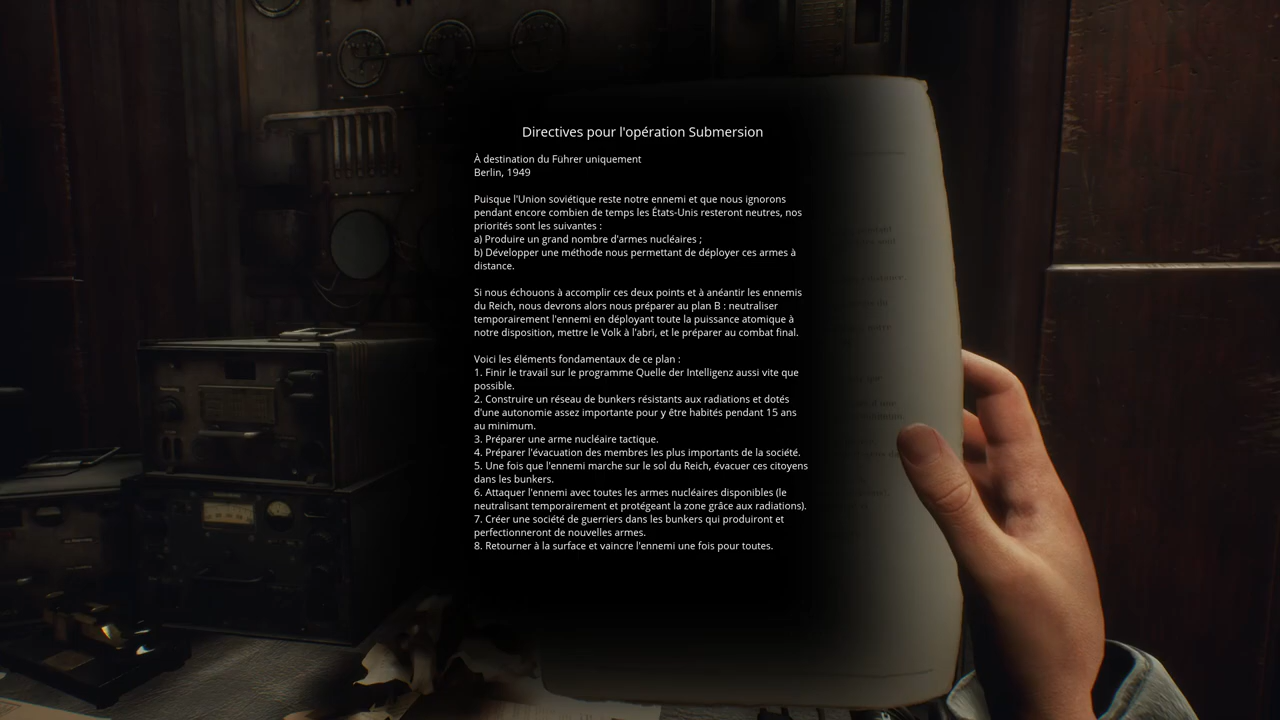 Directives pour l'opération Submersion
À destination du Führer uniquement
Berlin, 1949
Puisque l'Union soviétique reste notre ennemi et que nous ignorons
pendant encore combien de temps les États-Unis resteront neutres, nos
priorités sont les suivantes :
a) Produire un grand nombre d'armes nucléaires ;
b) Développer une méthode nous permettant de déployer ces armes à
distance.
Si nous échouons à accomplir ces deux points et à anéantir les ennemis
du Reich, nous devrons alors nous préparer au plan B : neutraliser
temporairement l'ennemi en déployant toute la puissance atomique à
notre disposition, mettre le Volk à l'abri, et le préparer au combat final.
Voici les éléments fondamentaux de ce plan :
1. Finir le travail sur le programme Quelle der Intelligenz aussi vite que
possible.
2. Construire un réseau de bunkers résistants aux radiations et dotés
d'une autonomie assez importante pour y être habités pendant 15 ans
au minimum.
3. Préparer une arme nucléaire tactique.
4. Préparer l'évacuation des membres les plus importants de la société.
5. Une fois que l'ennemi marche sur le sol du Reich, évacuer ces citoyens
dans les bunkers.
6. Attaquer l'ennemi avec toutes les armes nucléaires disponibles (le
neutralisant temporairement et protégeant la zone grâce aux radiations).
7. Créer une société de guerriers dans les bunkers qui produiront et
perfectionneront de nouvelles armes.
8. Retourner à la surface et vaincre l'ennemi une fois pour toutes.